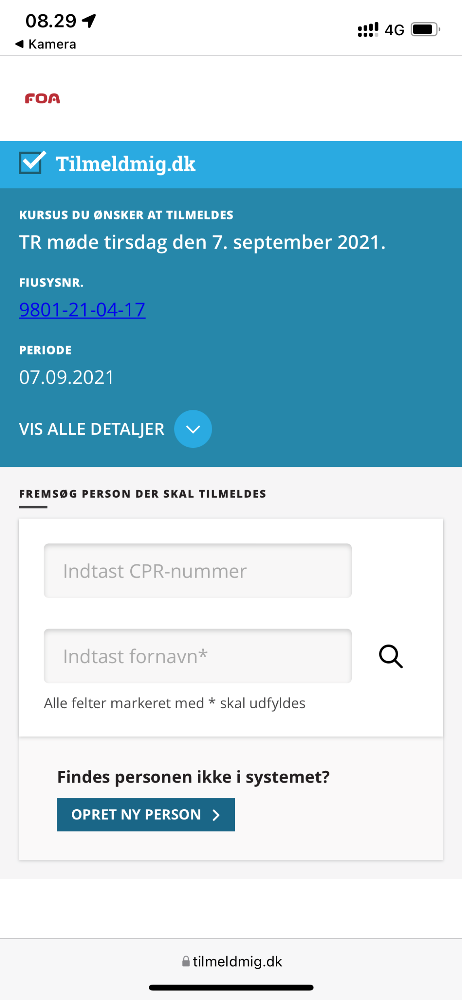 08.29
4G
◀ Kamera
FOA
Tilmeldmig.dk
KURSUS DU ØNSKER AT TILMELDES
TR møde tirsdag den 7. september 2021.
FIUSYSNR.
9801-21-04-17
PERIODE
07.09.2021
VIS ALLE DETALJER
FREMSØG PERSON DER SKAL TILMELDES
Indtast CPR-nummer
Indtast fornavn*
Alle felter markeret med * skal udfyldes
Findes personen ikke i systemet?
OPRET NY PERSON
tilmeldmig.dk